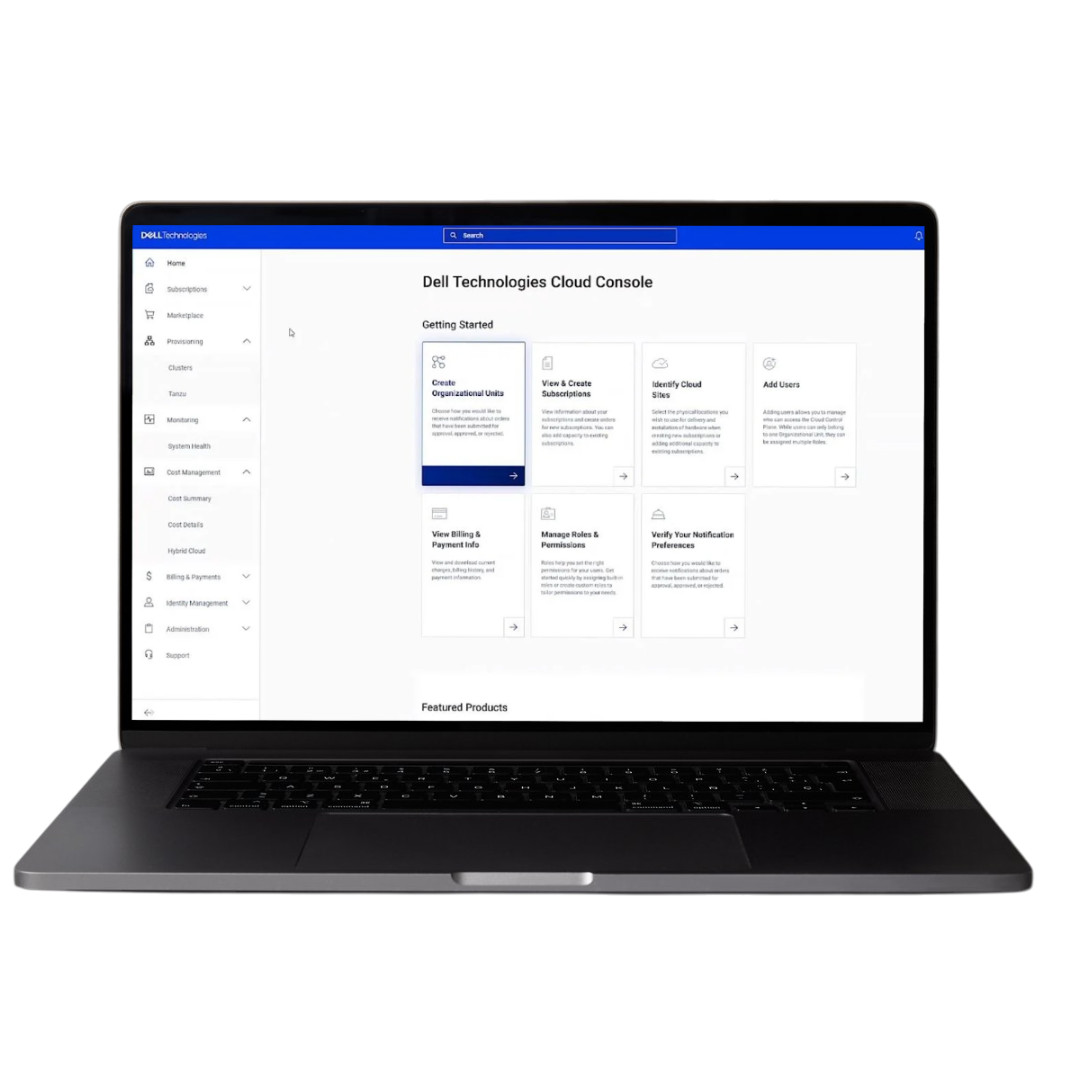 DELLTechnologies
Search
Home
Subscriptions
Marketplace
Provisioning
Clusters
Tanzu
Monitoring
System Health
Cost Management
Cost Summary
Cost Details
Hybrid Cloud
Billing & Payments
Identity Management
Administration
Support
Dell Technologies Cloud Console
Getting Started
Create
Organizational Units
Choose how you would like to
receive notifications about orders
that have been submitted for
approval, approved, or rejected.
View & Create
Subscriptions
View information about your
subscriptions and create orders
for new subscriptions. You can
also add capacity to existing
subscriptions.
Identify Cloud
Sites
Select the physical locations you
wish to use for delivery and
installation of hardware when
creating new subscriptions or
adding additional capacity to
existing subscriptions.
Add Users
Adding users allows you to manage
who can access the Cloud Control
Plane. While users can only belong
to one Organizational Unit, they can
be assigned multiple Roles.
View Billing &
Payment Info
View and download current
charges, billing history, and
payment information.
Manage Roles &
Permissions
Roles help you set the right
permissions for your users. Get
started quickly by assigning built-in
roles or create custom roles to
tailor permissions to your needs.
Verify Your Notification
Preferences
Choose how you would like to
receive notifications about orders
that have been submitted for
approval, approved, or rejected.
Featured Products